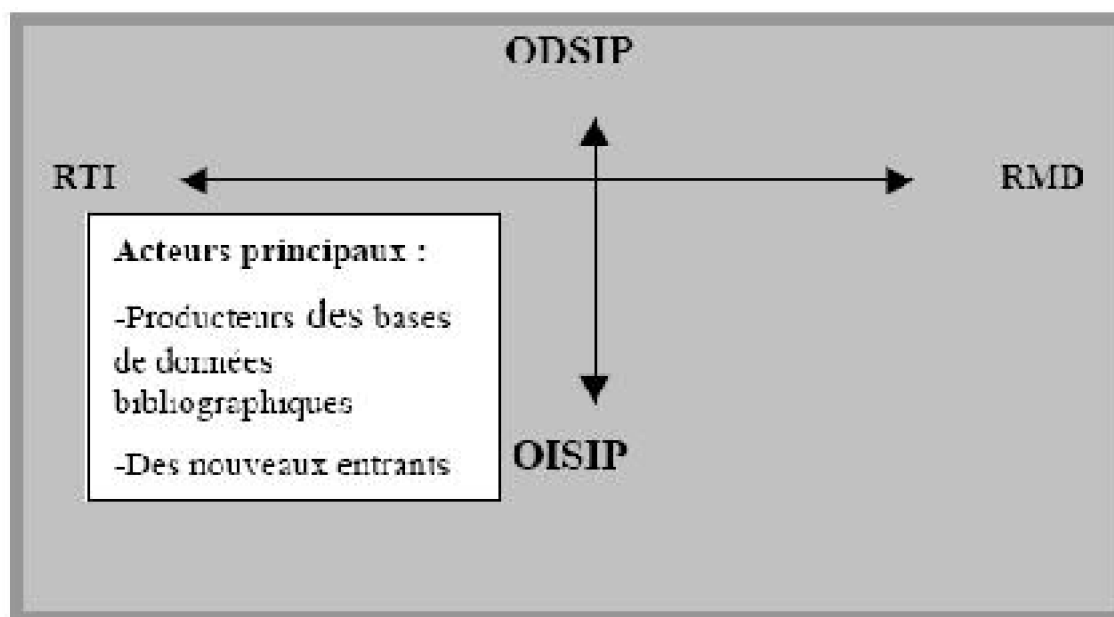 ODSIP
RTI
RMD
Acteurs principaux :
-Producteurs des bases
de données
bibliographiques
-Des nouveaux entrants
OISIP